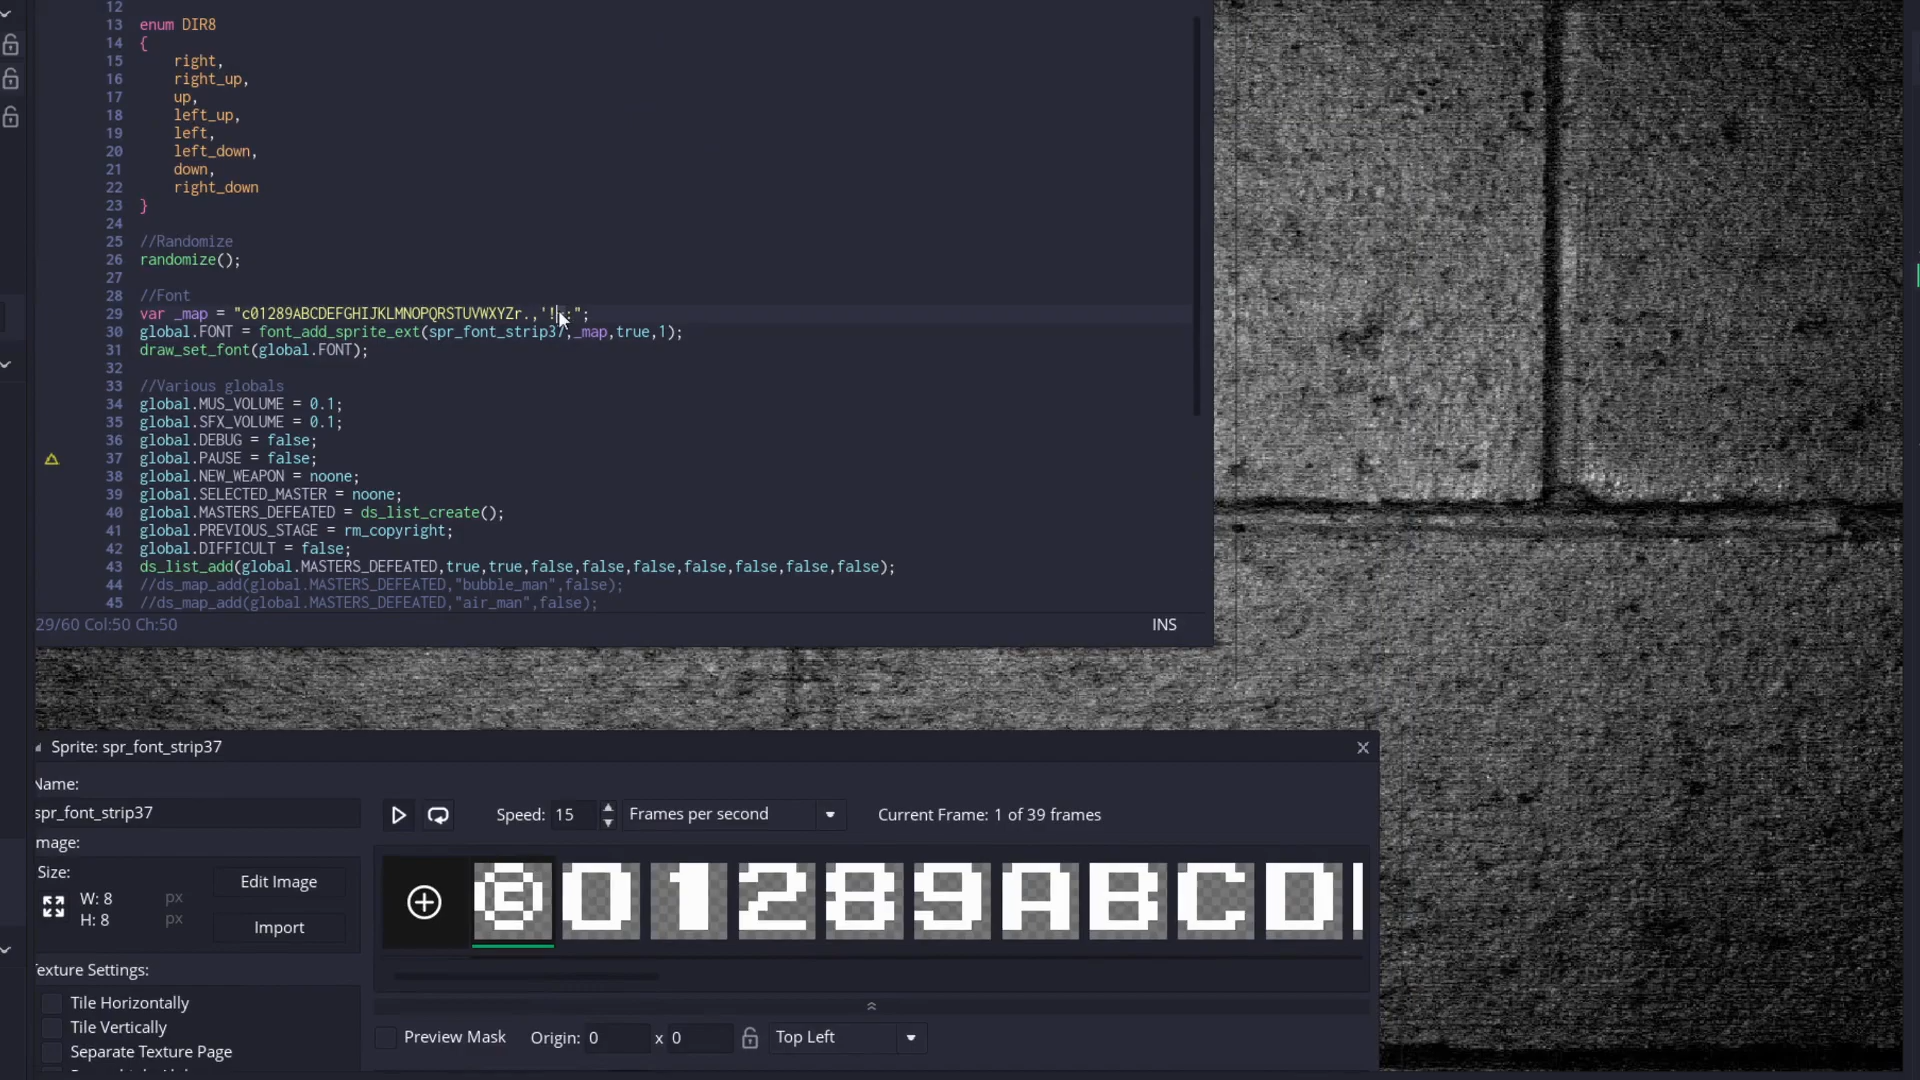 12
13 enum DIR8
14 {
15 right,
16 right_up,
17 up,
18 left_up,
19 left,
20 left_down,
21 down,
22 right_down
23 }
24
25 //Randomize
26 randomize();
27
28 //Font
29 var _map = "c01289ABCDEFGHIJKLMNOPQRSTUVWXYZr.,'!
30 global.FONT = font_add_sprite_ext(spr_font_strip37,_map,true,1);
31 draw_set_font(global.FONT);
32
33 //Various globals
34 global.MUS_VOLUME = 0.1;
35 global.SFX_VOLUME = 0.1;
36 global.DEBUG = false;
37 global.PAUSE = false;
38 global.NEW_WEAPON = noone;
39 global.SELECTED_MASTER = noone;
40 global.MASTERS_DEFEATED = ds_list_create();
41 global.PREVIOUS_STAGE = rm_copyright;
42 global.DIFFICULT = false;
43 ds_list_add(global.MASTERS_DEFEATED,true,true,false,false,false,false,false,false,false);
44 //ds_map_add(global.MASTERS_DEFEATED,"bubble_man",false);
45 //ds_map_add(global.MASTERS_DEFEATED,"air_man",false);
29/60 Col:50 Ch:50 INS
Sprite: spr_font_strip37
Name:
spr_font_strip37
Speed: 15 Frames per second Current Frame: 1 of 39 frames
mage:
Size:
W: 8 px
H: 8 px
Edit Image
Import
© 0 1 2 8 9 A B C D
Texture Settings:
Tile Horizontally
Tile Vertically
Separate Texture Page
Preview Mask Origin: 0 x 0 Top Left